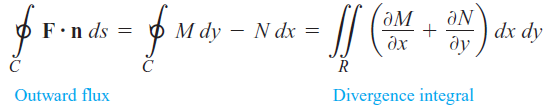 ∮_C F · n ds = ∮_C M dy − N dx = ∬_R (∂M/∂x + ∂N/∂y) dx dy
Outward flux Divergence integral